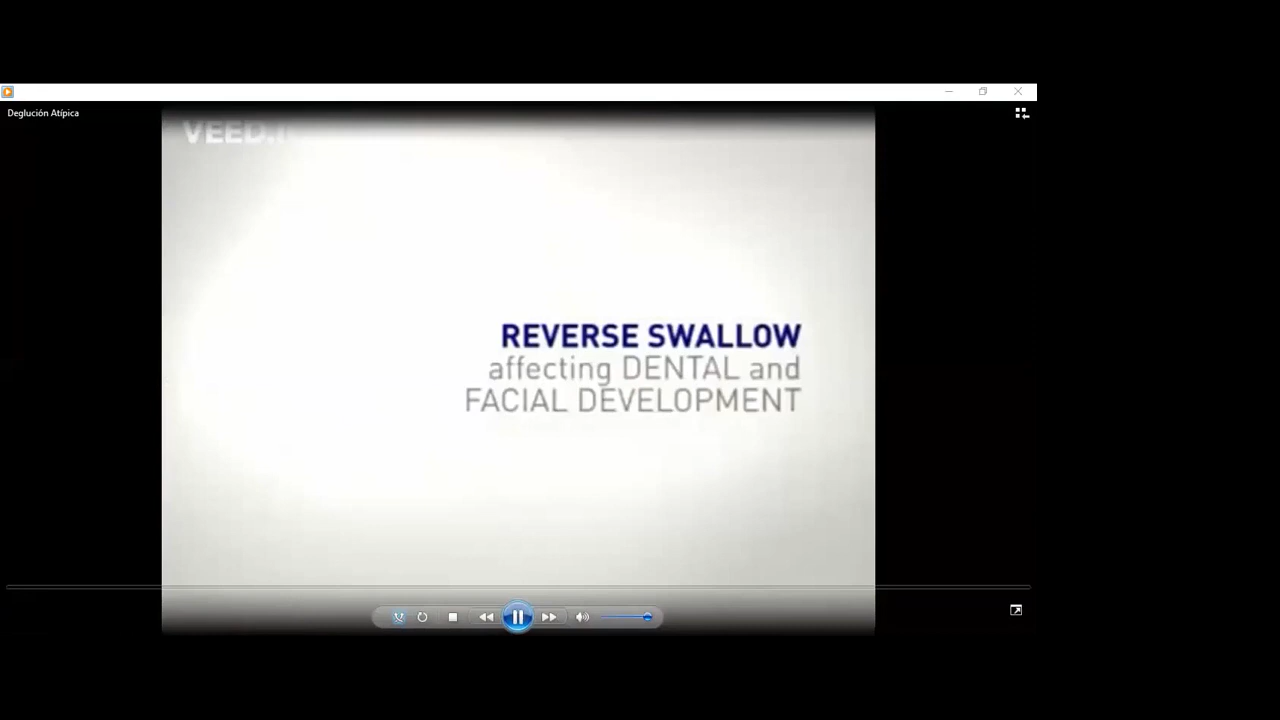 Deglución Atípica
VEED.I
REVERSE SWALLOW
affecting DENTAL and
FACIAL DEVELOPMENT